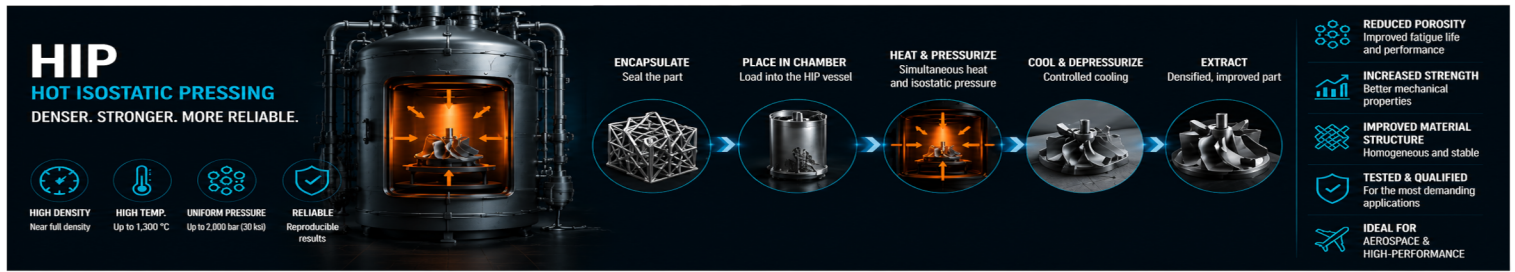 HIP
HOT ISOSTATIC PRESSING
DENSER. STRONGER. MORE RELIABLE.
HIGH DENSITY
Near full density
HIGH TEMP.
Up to 1,300 °C
UNIFORM PRESSURE
Up to 2,000 bar (30 ksi)
RELIABLE
Reproducible
results
ENCAPSULATE
Seal the part
PLACE IN CHAMBER
Load into the HIP vessel
HEAT & PRESSURIZE
Simultaneous heat
and isostatic pressure
COOL & DEPRESSURIZE
Controlled cooling
EXTRACT
Densified, improved part
REDUCED POROSITY
Improved fatigue life
and performance
INCREASED STRENGTH
Better mechanical
properties
IMPROVED MATERIAL
STRUCTURE
Homogeneous and stable
TESTED & QUALIFIED
For the most demanding
applications
IDEAL FOR
AEROSPACE &
HIGH-PERFORMANCE